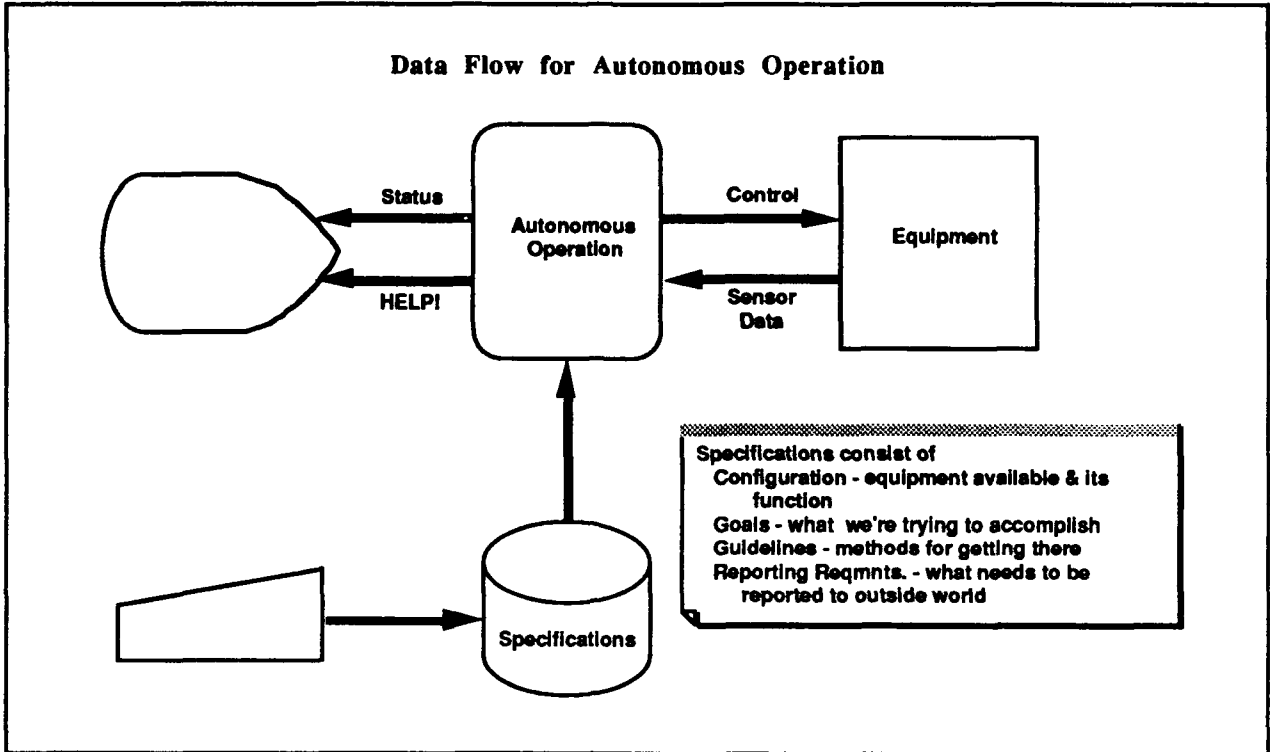 Data Flow for Autonomous Operation
Status
HELP!
Autonomous
Operation
Control
Sensor
Data
Equipment
Specifications
Specifications consist of
Configuration - equipment available & its
function
Goals - what we're trying to accomplish
Guidelines - methods for getting there
Reporting Reqmnts. - what needs to be
reported to outside world